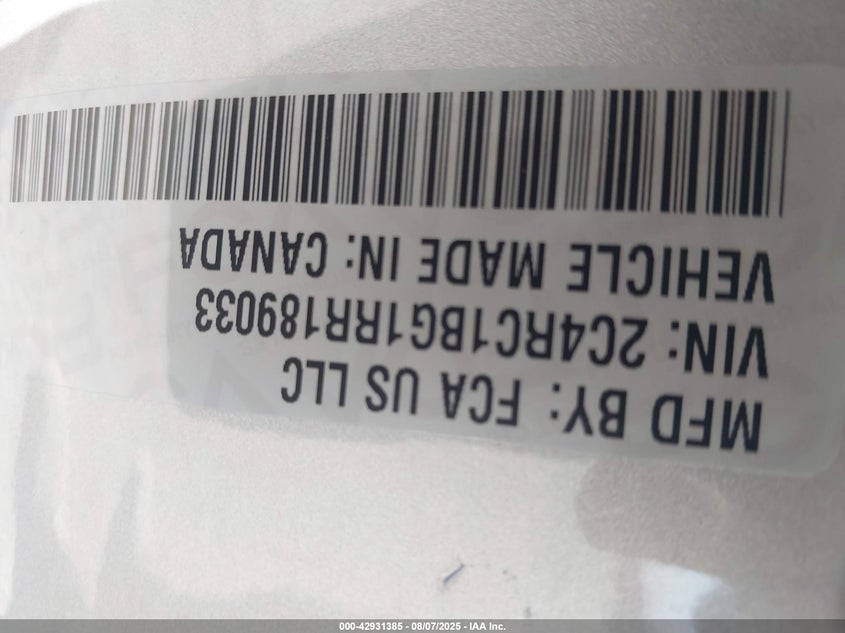 MFD BY: FCA US LLC
VIN: 2C4RC1BG1RR189033
VEHICLE MADE IN: CANADA
000-42931385 - 08/07/2025 - IAA Inc.